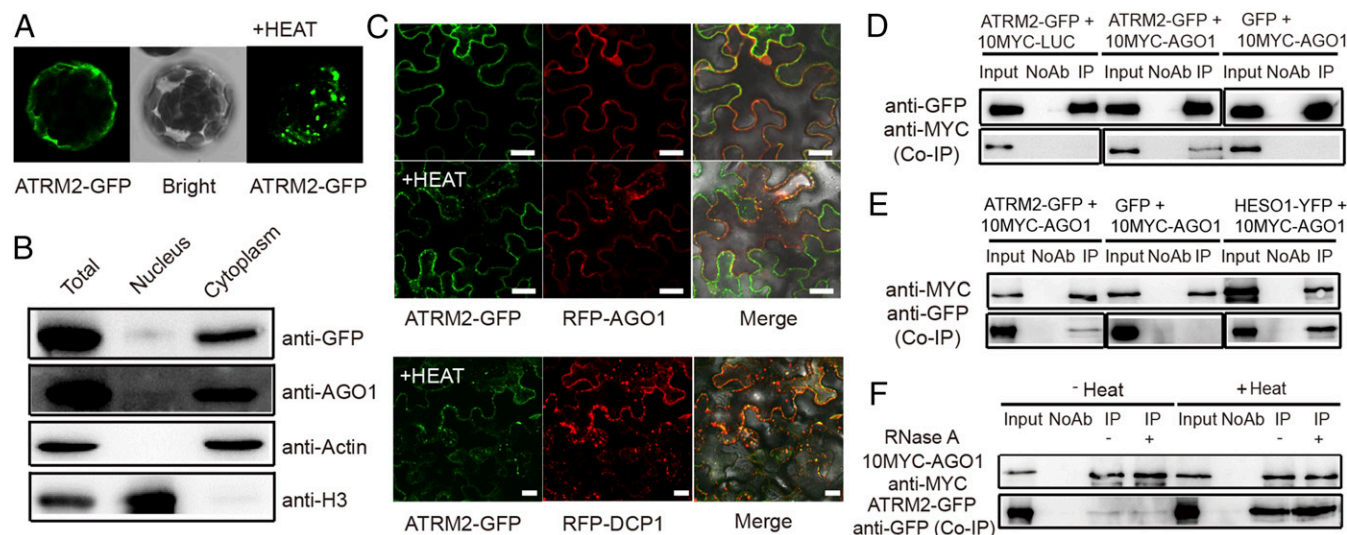 A
+HEAT
ATRM2-GFP Bright ATRM2-GFP
B
Total Nucleus Cytoplasm
anti-GFP
anti-AGO1
anti-Actin
anti-H3
C
+HEAT
ATRM2-GFP RFP-AGO1 Merge
+HEAT
ATRM2-GFP RFP-DCP1 Merge
D
ATRM2-GFP + ATRM2-GFP + GFP +
10MYC-LUC 10MYC-AGO1 10MYC-AGO1
Input NoAb IP Input NoAb IP Input NoAb IP
anti-GFP
anti-MYC
(Co-IP)
E
ATRM2-GFP + GFP + HESO1-YFP +
10MYC-AGO1 10MYC-AGO1 10MYC-AGO1
Input NoAb IP Input NoAb IP Input NoAb IP
anti-MYC
anti-GFP
(Co-IP)
F
- Heat + Heat
Input NoAb IP IP Input NoAb IP IP
RNase A - + - +
10MYC-AGO1
anti-MYC
ATRM2-GFP
anti-GFP (Co-IP)